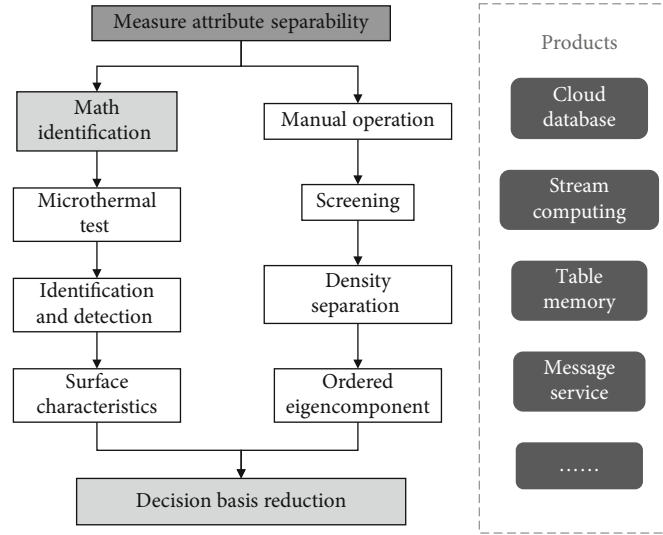 Measure attribute separability
Math
identification
Microthermal
test
Identification
and detection
Surface
characteristics
Manual operation
Screening
Density
separation
Ordered
eigencomponent
Decision basis reduction
Products
Cloud
database
Stream
computing
Table
memory
Message
service
……